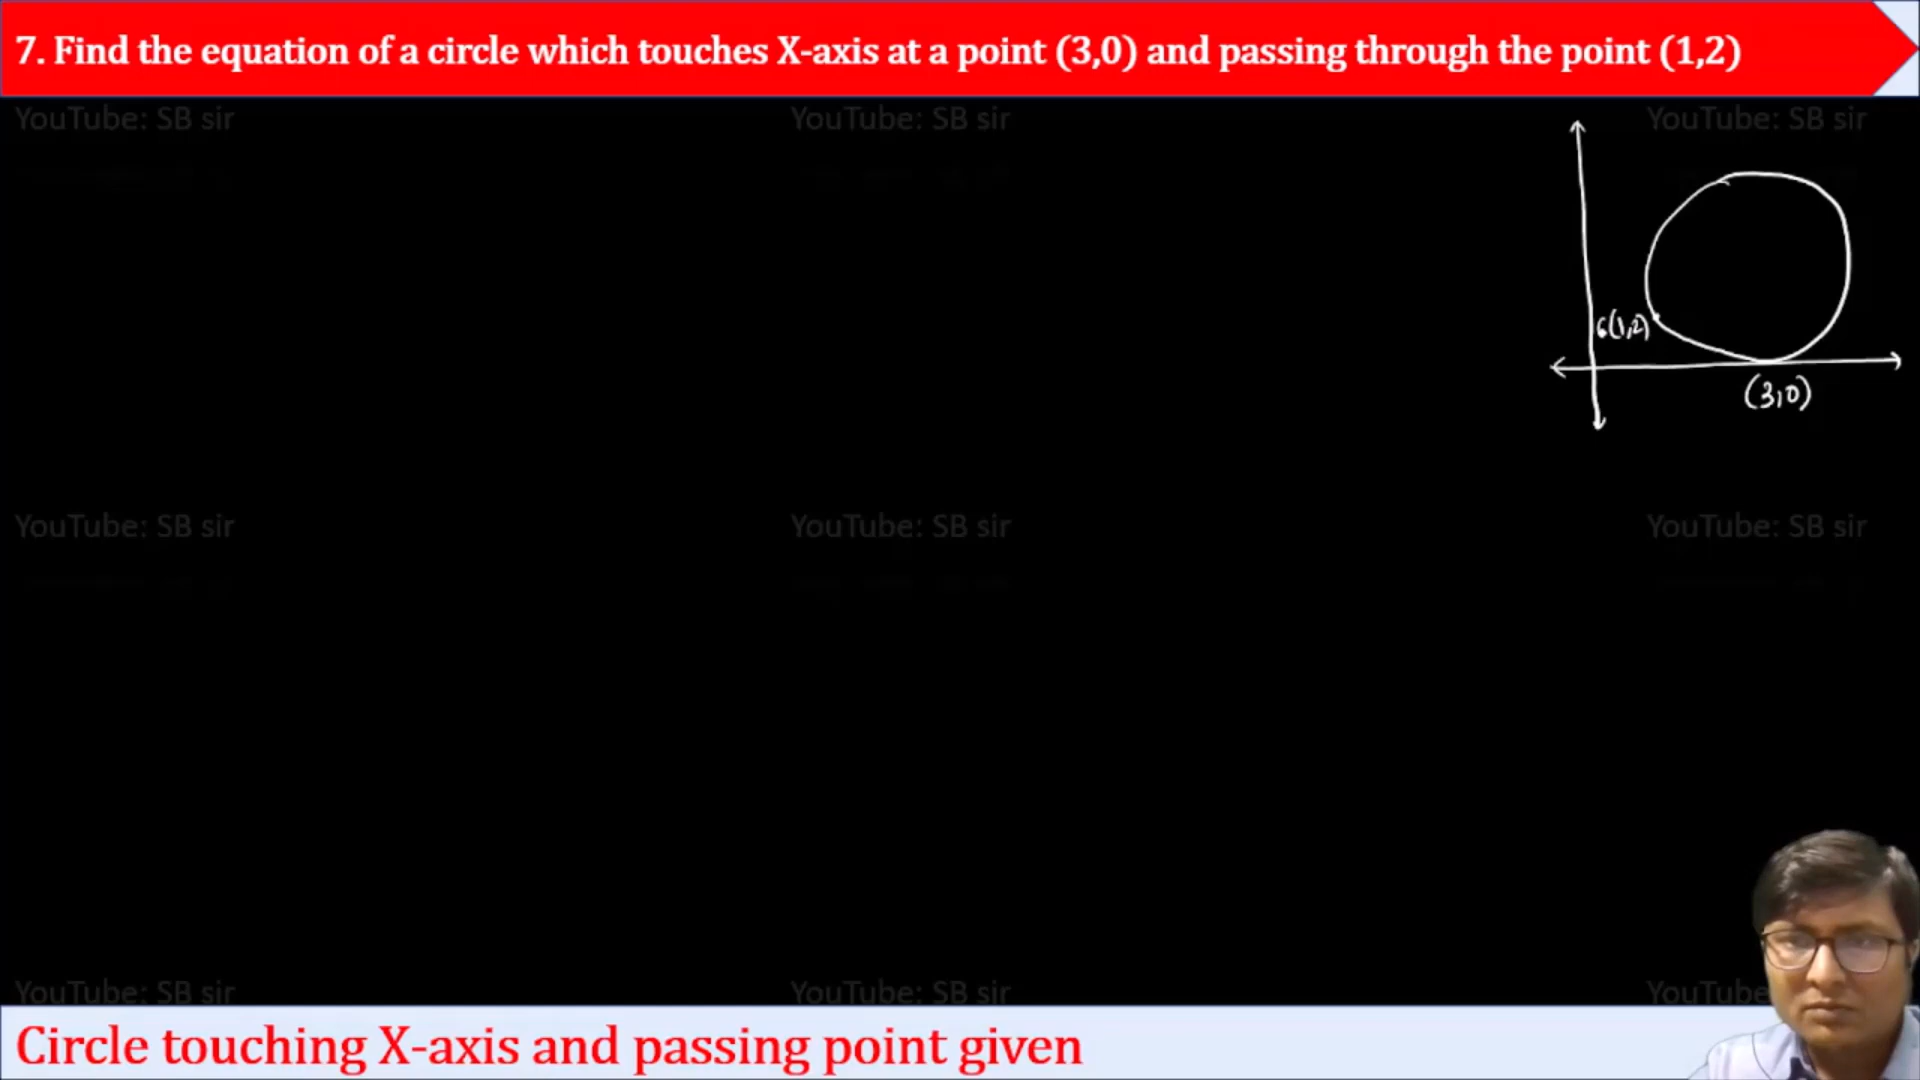 7. Find the equation of a circle which touches X-axis at a point (3,0) and passing through the point (1,2)
YouTube: SB sir YouTube: SB sir YouTube: SB sir
6(1,2)
(3,0)
YouTube: SB sir YouTube: SB sir YouTube: SB sir
YouTube: SB sir YouTube: SB sir YouTube
Circle touching X-axis and passing point given